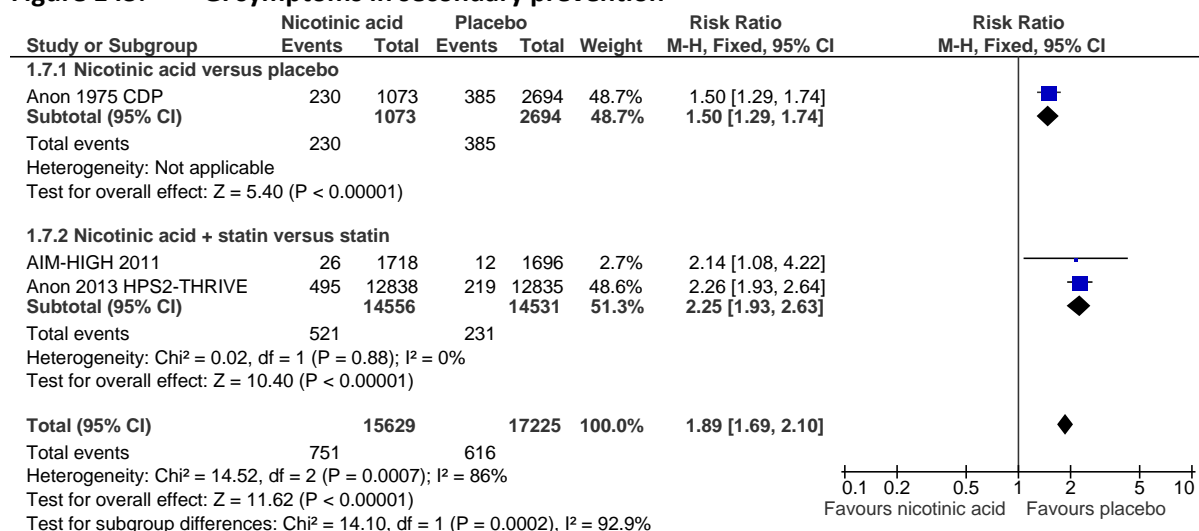 Nicotinic acid Placebo Risk Ratio Risk Ratio
Study or Subgroup Events Total Events Total Weight M-H, Fixed, 95% CI M-H, Fixed, 95% CI
1.7.1 Nicotinic acid versus placebo
Anon 1975 CDP 230 1073 385 2694 48.7% 1.50 [1.29, 1.74]
Subtotal (95% CI) 1073 2694 48.7% 1.50 [1.29, 1.74]
Total events 230 385
Heterogeneity: Not applicable
Test for overall effect: Z = 5.40 (P < 0.00001)
1.7.2 Nicotinic acid + statin versus statin
AIM-HIGH 2011 26 1718 12 1696 2.7% 2.14 [1.08, 4.22]
Anon 2013 HPS2-THRIVE 495 12838 219 12835 48.6% 2.26 [1.93, 2.64]
Subtotal (95% CI) 14556 14531 51.3% 2.25 [1.93, 2.63]
Total events 521 231
Heterogeneity: Chi² = 0.02, df = 1 (P = 0.88); I² = 0%
Test for overall effect: Z = 10.40 (P < 0.00001)
Total (95% CI) 15629 17225 100.0% 1.89 [1.69, 2.10]
Total events 751 616
Heterogeneity: Chi² = 14.52, df = 2 (P = 0.0007); I² = 86%
Test for overall effect: Z = 11.62 (P < 0.00001)
Test for subgroup differences: Chi² = 14.10, df = 1 (P = 0.0002), I² = 92.9%
0.1 0.2 0.5 1 2 5 10
Favours nicotinic acid Favours placebo